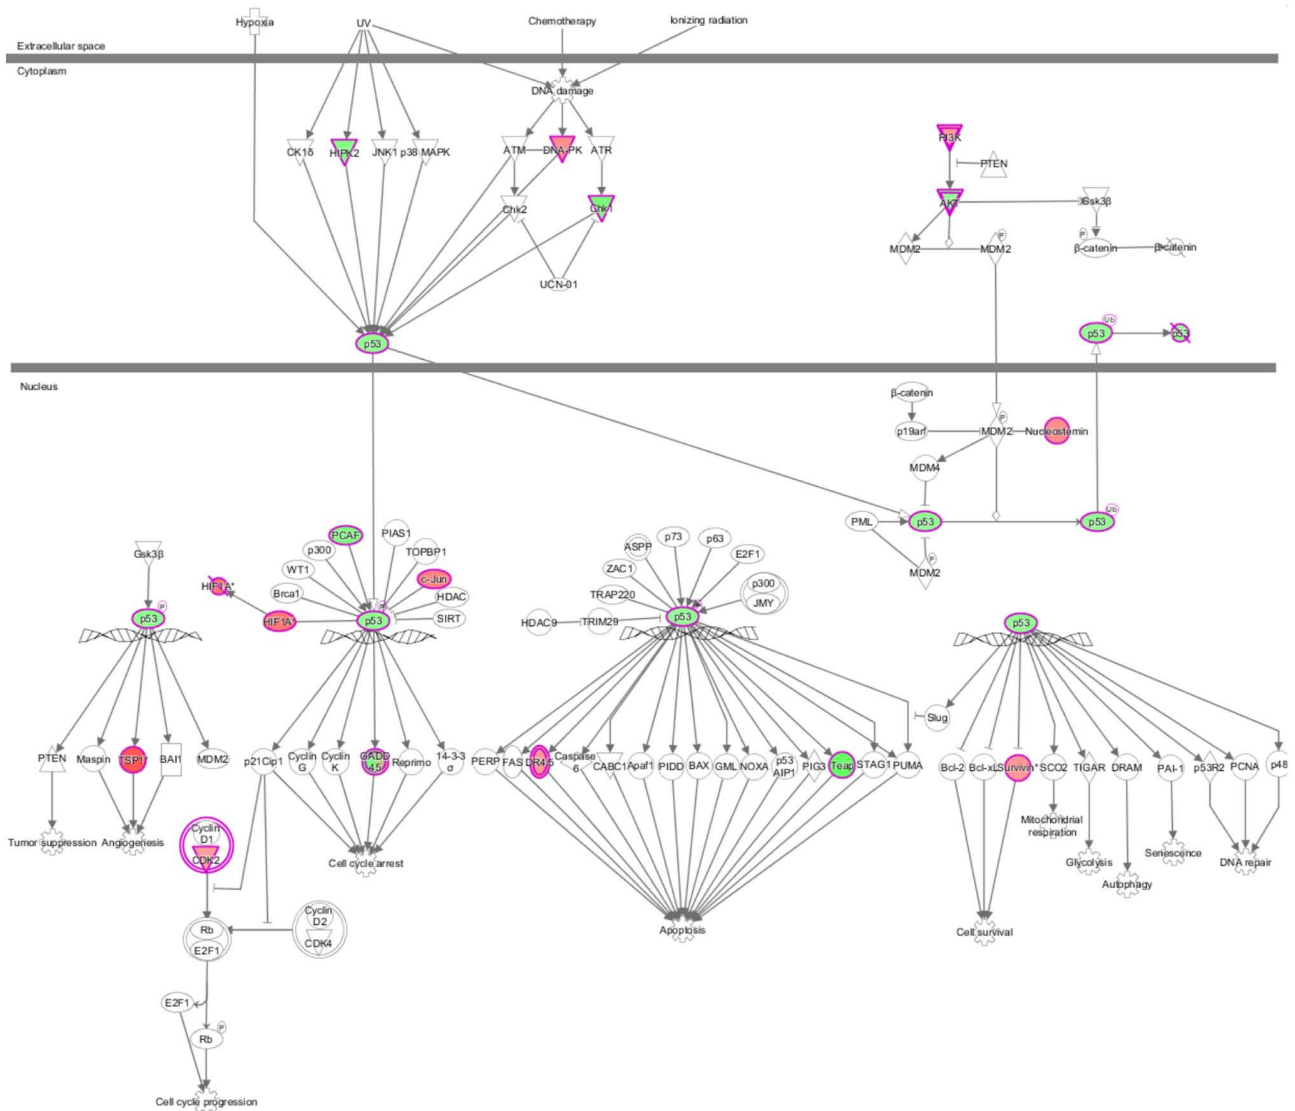 Hypoxia
UV
Chemotherapy
Ionizing radiation
Extracellular space
Cytoplasm
DNA damage
CK1δ
HIPK2
JNK1
p38 MAPK
ATM
DNA-PK
ATR
PI3K
PTEN
Chk2
Chk1
AKT
Gsk3β
MDM2
P
MDM2
P
β-catenin
β-catenin
UCN-01
p53
Ub
p53
p53
Nucleus
β-catenin
p19arf
P
MDM2
Nucleostemin
MDM4
PML
p53
Ub
p53
P
MDM2
Gsk3β
PCAF
PIAS1
p300
TOPBP1
WT1
c-Jun
HIF1A*
Brca1
HDAC
P
p53
HIF1A*
P
p53
SIRT
ASPP
p73
p63
E2F1
ZAC1
p300
JMY
TRAP220
HDAC9
TRIM29
p53
p53
Slug
PTEN
Maspin
TSP1*
BAI1
MDM2
p21Cip1
Cyclin
G
Cyclin
K
GADD
45
Reprimo
14-3-3
σ
PERP
FAS
DR4/5
Caspase
6
CABC1
Apaf1
PIDD
BAX
GML
NOXA
p53
AIP1
PIG3
Teap
STAG1
PUMA
Bcl-2
Bcl-xL
Survivin*
SCO2
TIGAR
DRAM
PAI-1
p53R2
PCNA
p48
Tumor suppression
Angiogenesis
Cyclin
D1
CDK2
Cell cycle arrest
Mitochondrial
respiration
Glycolysis
Autophagy
Senescence
DNA repair
Rb
E2F1
Cyclin
D2
CDK4
Apoptosis
Cell survival
E2F1
P
Rb
Cell cycle progression